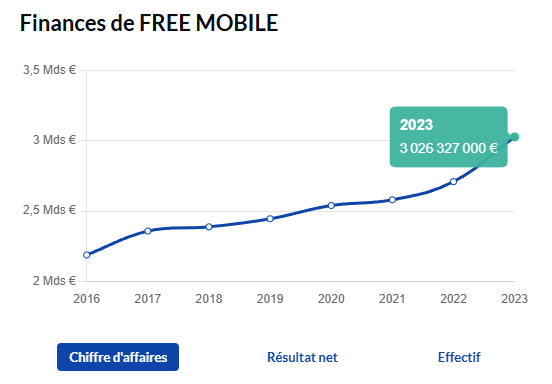 Finances de FREE MOBILE
3,5 Mds €
3 Mds €
2,5 Mds €
2 Mds €
2023
3 026 327 000 €
2016 2017 2018 2019 2020 2021 2022 2023
Chiffre d'affaires Résultat net Effectif